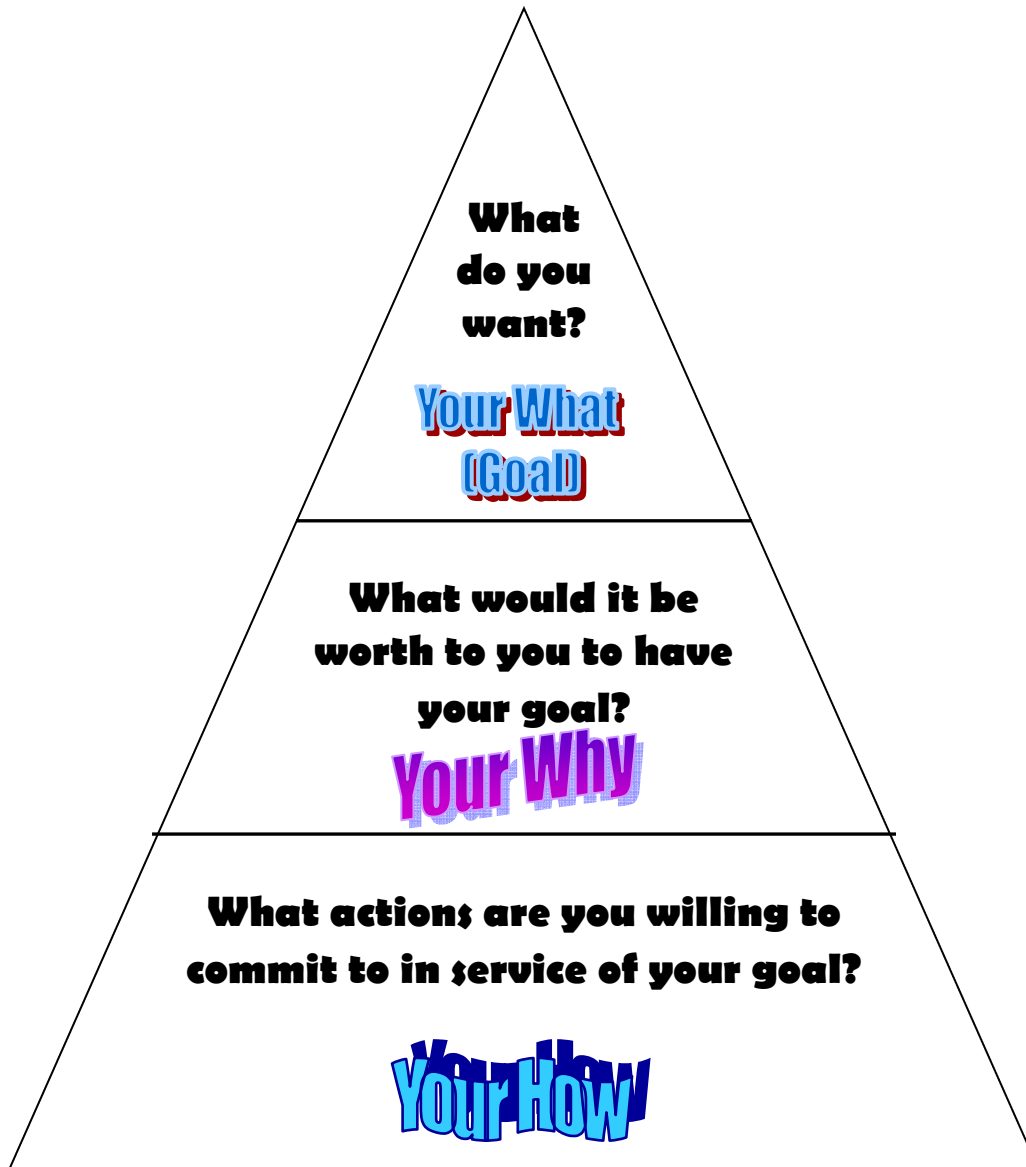 What
do you
want?
Your What
(Goal)
What would it be
worth to you to have
your goal?
Your Why
What actions are you willing to
commit to in service of your goal?
Your How